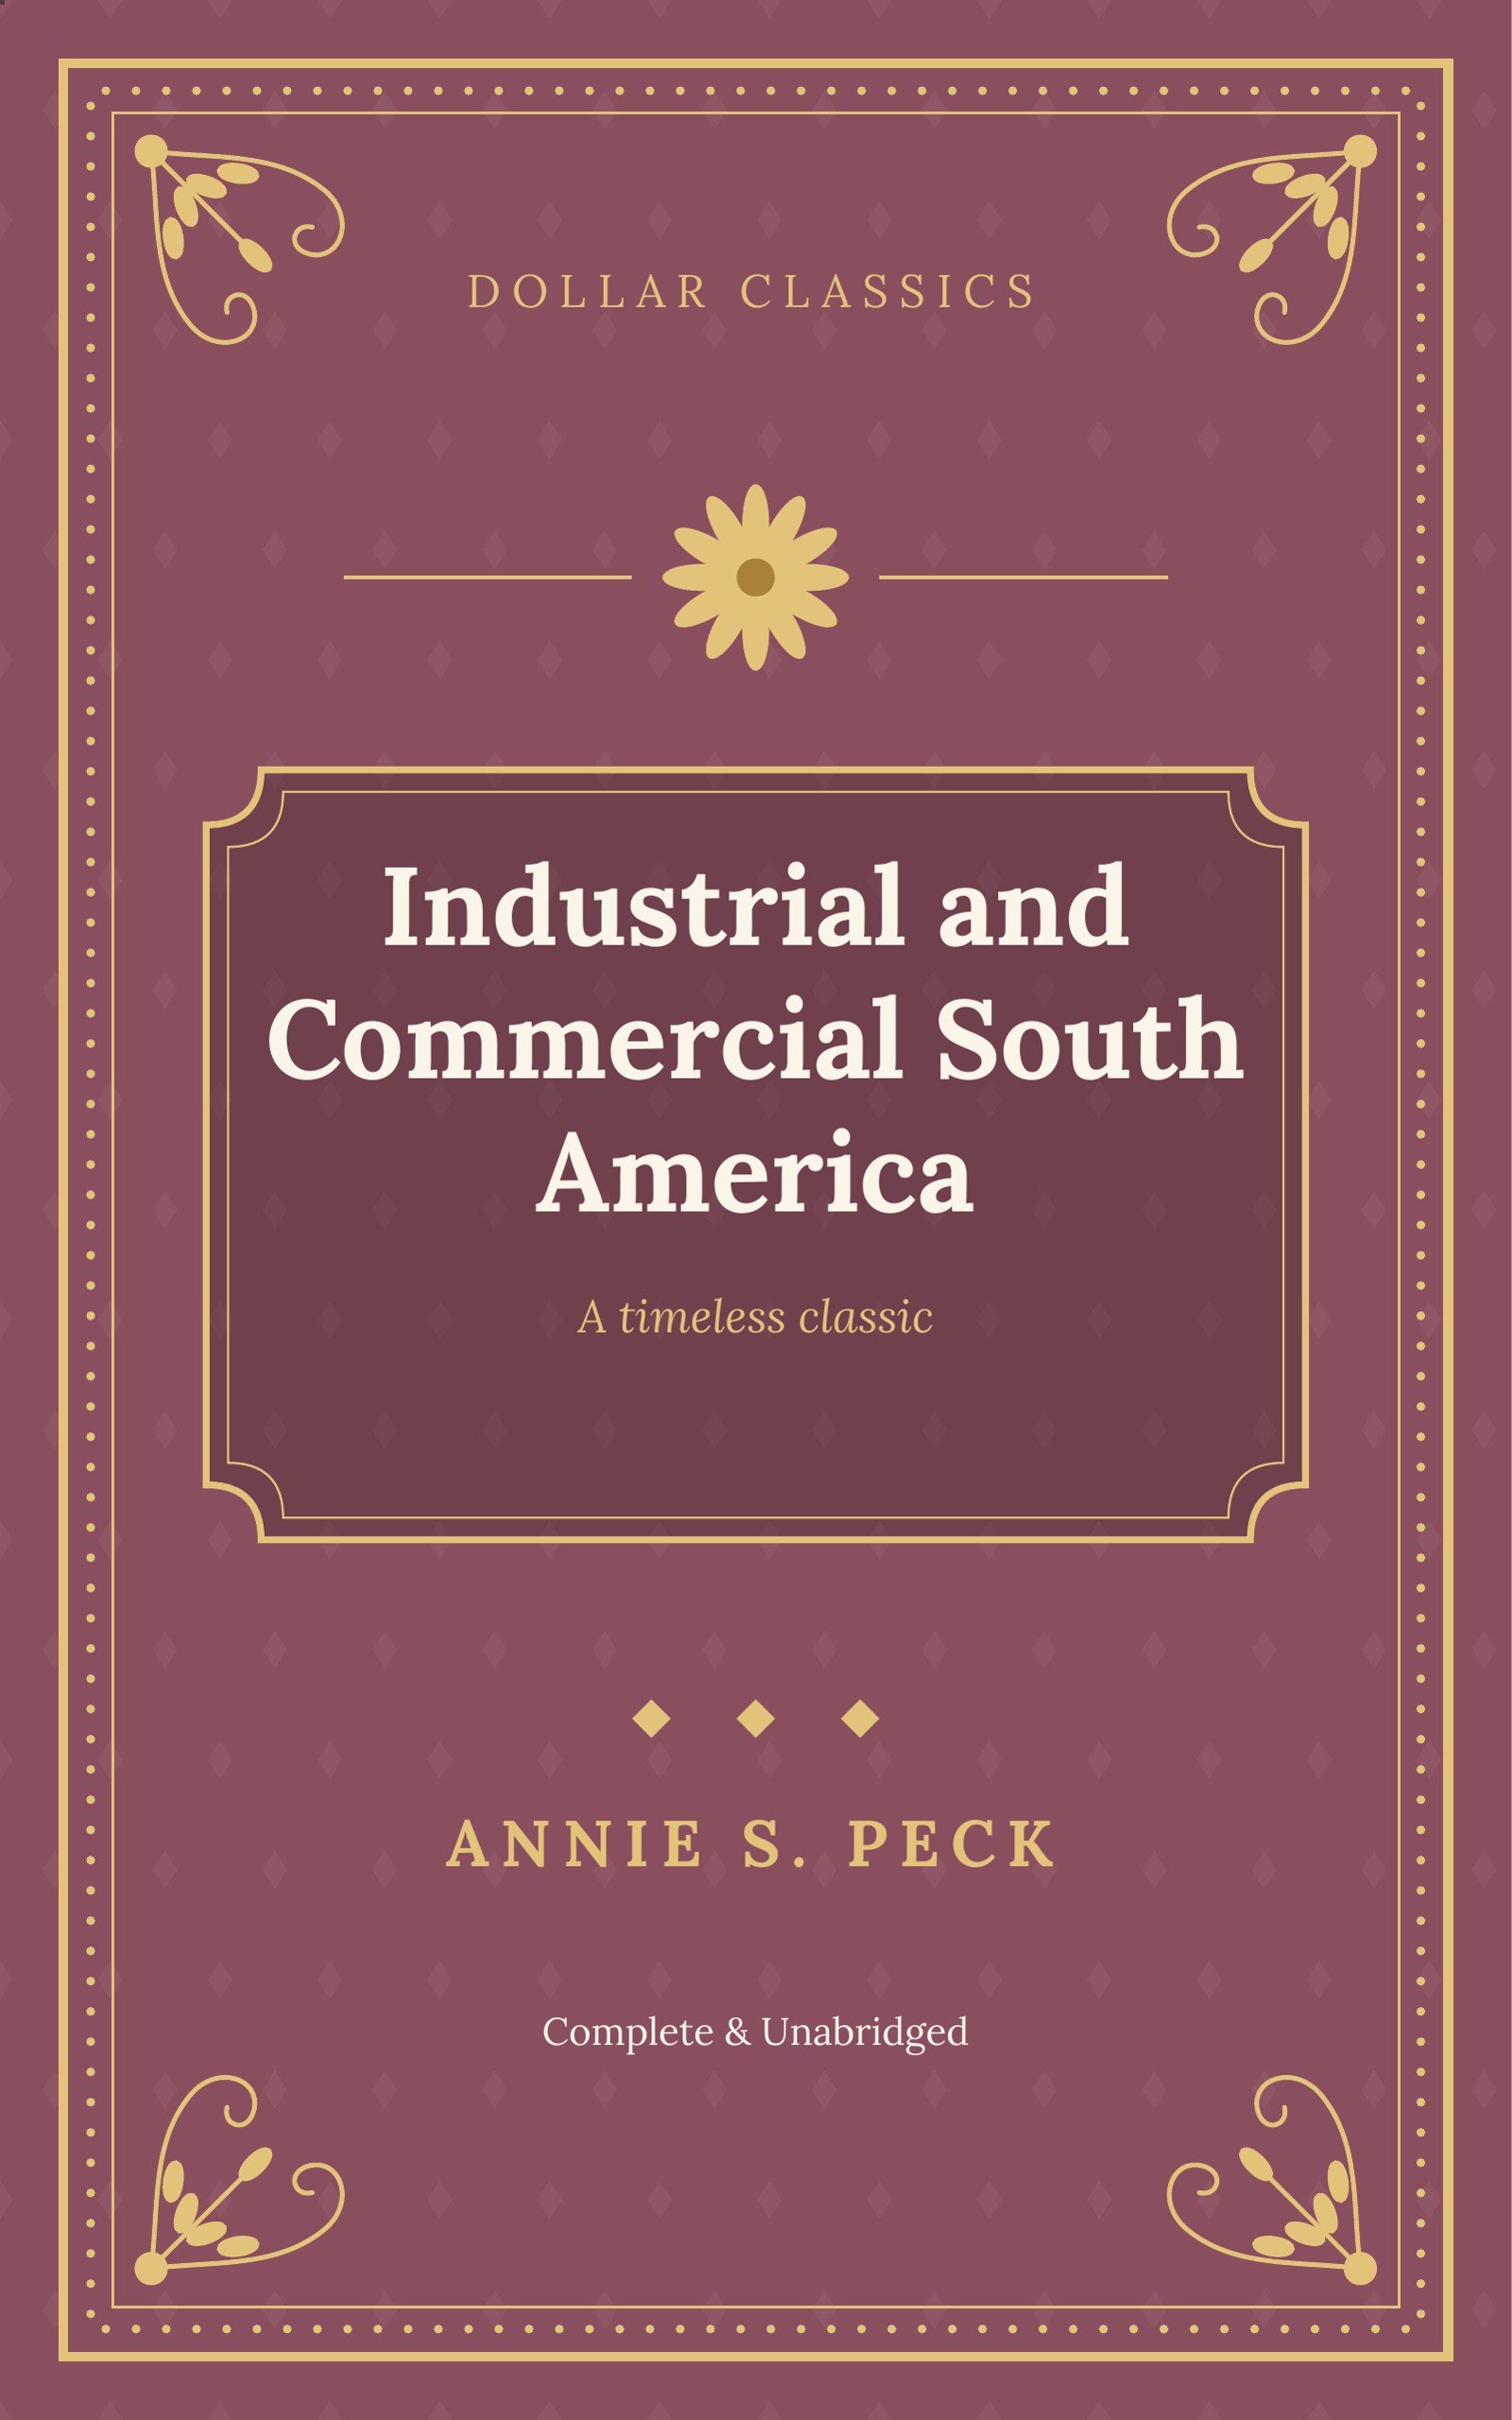 DOLLAR CLASSICS
Industrial and
Commercial South
America
A timeless classic
ANNIE S. PECK
Complete & Unabridged